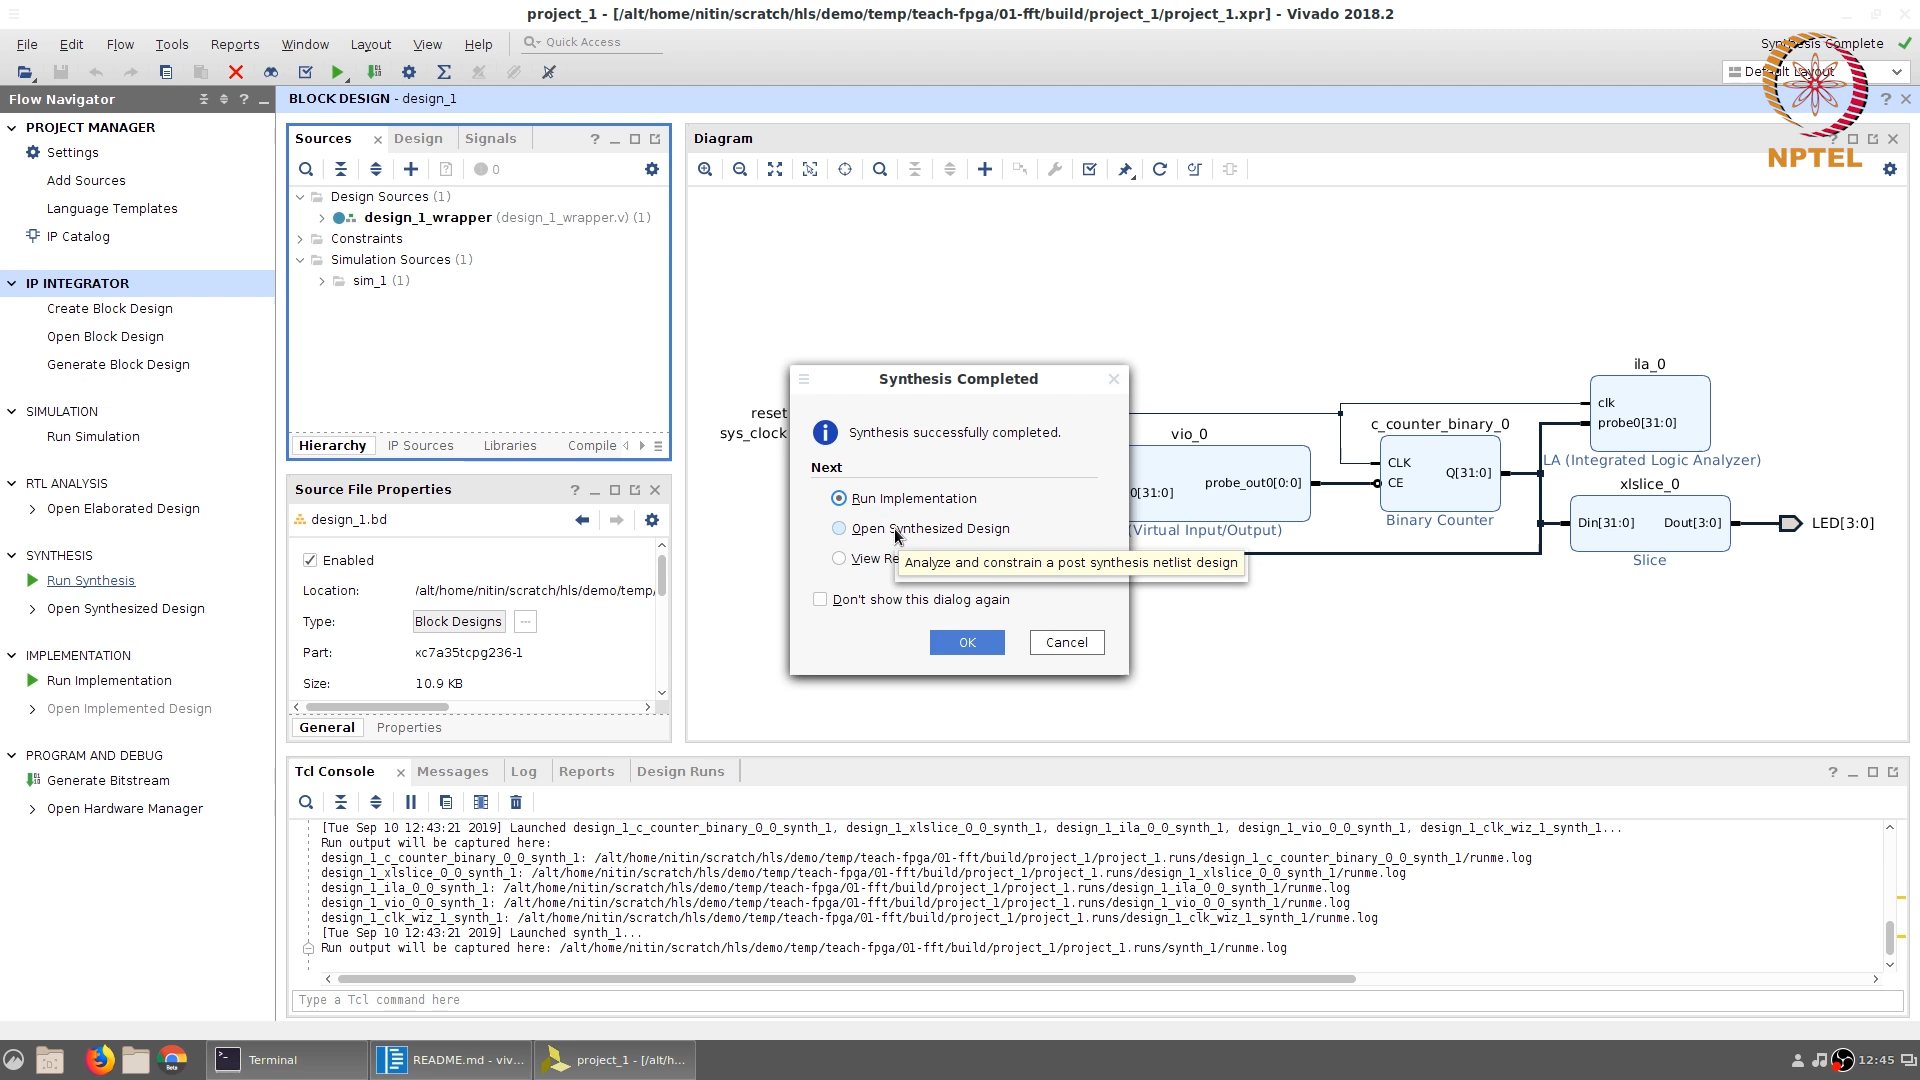 project_1 - [/alt/home/nitin/scratch/hls/demo/temp/teach-fpga/01-fft/build/project_1/project_1.xpr] - Vivado 2018.2
File Edit Flow Tools Reports Window Layout View Help Quick Access
Synthesis Complete
Default Layout
NPTEL
Flow Navigator
PROJECT MANAGER
Settings
Add Sources
Language Templates
IP Catalog
IP INTEGRATOR
Create Block Design
Open Block Design
Generate Block Design
SIMULATION
Run Simulation
RTL ANALYSIS
Open Elaborated Design
SYNTHESIS
Run Synthesis
Open Synthesized Design
IMPLEMENTATION
Run Implementation
Open Implemented Design
PROGRAM AND DEBUG
Generate Bitstream
Open Hardware Manager
BLOCK DESIGN - design_1
Sources Design Signals
0
Design Sources (1)
design_1_wrapper (design_1_wrapper.v) (1)
Constraints
Simulation Sources (1)
sim_1 (1)
Hierarchy IP Sources Libraries Compile
Source File Properties
design_1.bd
Enabled
Location: /alt/home/nitin/scratch/hls/demo/temp/
Type: Block Designs
Part: xc7a35tcpg236-1
Size: 10.9 KB
General Properties
Diagram
reset
sys_clock
vio_0
0[31:0]
probe_out0[0:0]
(Virtual Input/Output)
c_counter_binary_0
CLK
CE
Q[31:0]
Binary Counter
ila_0
clk
probe0[31:0]
LA (Integrated Logic Analyzer)
xlslice_0
Din[31:0] Dout[3:0]
Slice
LED[3:0]
Synthesis Completed
Synthesis successfully completed.
Next
Run Implementation
Open Synthesized Design
View Re
Analyze and constrain a post synthesis netlist design
Don't show this dialog again
OK Cancel
Tcl Console Messages Log Reports Design Runs
[Tue Sep 10 12:43:21 2019] Launched design_1_c_counter_binary_0_0_synth_1, design_1_xlslice_0_0_synth_1, design_1_ila_0_0_synth_1, design_1_vio_0_0_synth_1, design_1_clk_wiz_1_synth_1...
Run output will be captured here:
design_1_c_counter_binary_0_0_synth_1: /alt/home/nitin/scratch/hls/demo/temp/teach-fpga/01-fft/build/project_1/project_1.runs/design_1_c_counter_binary_0_0_synth_1/runme.log
design_1_xlslice_0_0_synth_1: /alt/home/nitin/scratch/hls/demo/temp/teach-fpga/01-fft/build/project_1/project_1.runs/design_1_xlslice_0_0_synth_1/runme.log
design_1_ila_0_0_synth_1: /alt/home/nitin/scratch/hls/demo/temp/teach-fpga/01-fft/build/project_1/project_1.runs/design_1_ila_0_0_synth_1/runme.log
design_1_vio_0_0_synth_1: /alt/home/nitin/scratch/hls/demo/temp/teach-fpga/01-fft/build/project_1/project_1.runs/design_1_vio_0_0_synth_1/runme.log
design_1_clk_wiz_1_synth_1: /alt/home/nitin/scratch/hls/demo/temp/teach-fpga/01-fft/build/project_1/project_1.runs/design_1_clk_wiz_1_synth_1/runme.log
[Tue Sep 10 12:43:21 2019] Launched synth_1...
Run output will be captured here: /alt/home/nitin/scratch/hls/demo/temp/teach-fpga/01-fft/build/project_1/project_1.runs/synth_1/runme.log
Type a Tcl command here
Terminal README.md - viv... project_1 - [/alt/h... 12:45
Beta